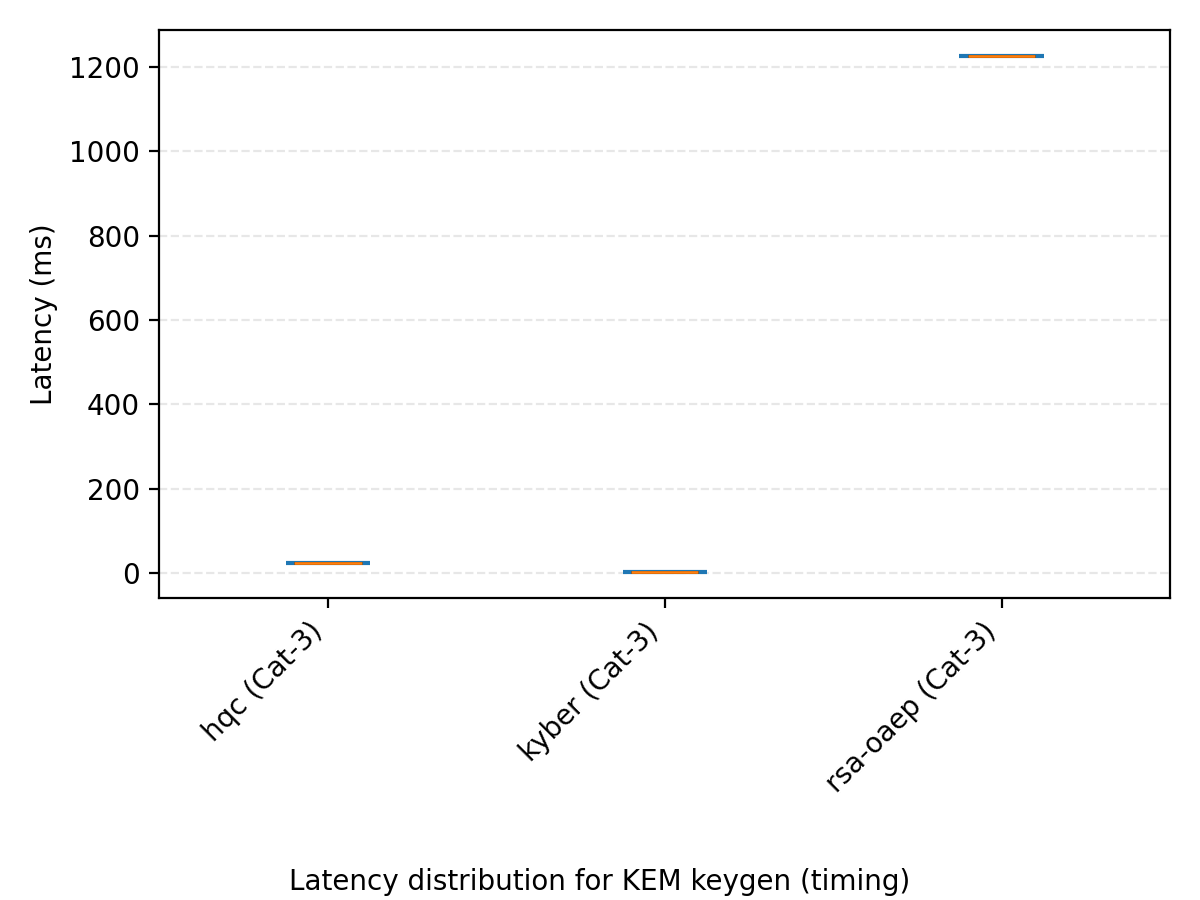 1200
1000
800
600
400
200
0
Latency (ms)
hqc (Cat-3)
kyber (Cat-3)
rsa-oaep (Cat-3)
Latency distribution for KEM keygen (timing)